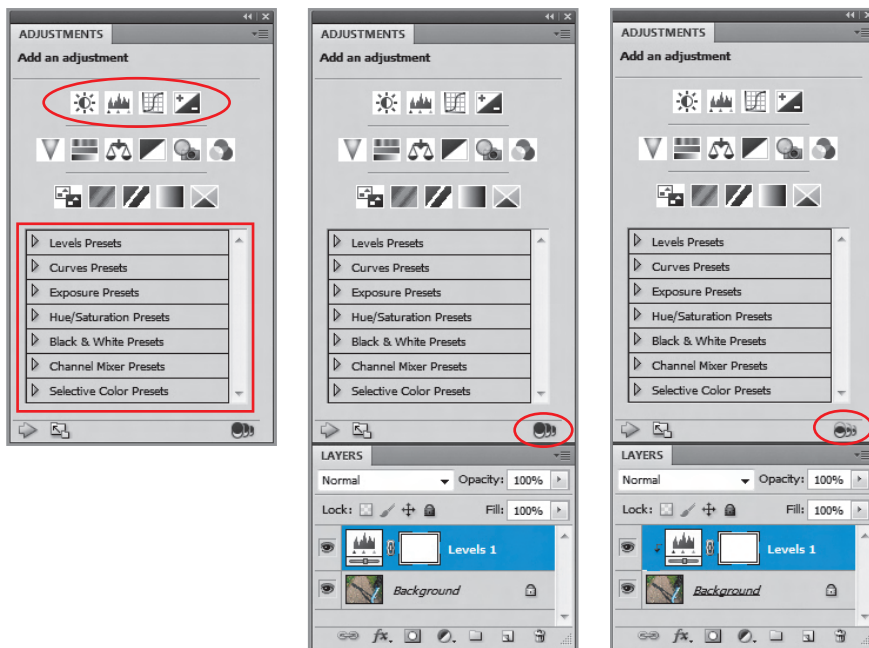 ADJUSTMENTS
Add an adjustment
Levels Presets
Curves Presets
Exposure Presets
Hue/Saturation Presets
Black & White Presets
Channel Mixer Presets
Selective Color Presets
ADJUSTMENTS
Add an adjustment
Levels Presets
Curves Presets
Exposure Presets
Hue/Saturation Presets
Black & White Presets
Channel Mixer Presets
Selective Color Presets
LAYERS
Normal Opacity: 100%
Lock: Fill: 100%
Levels 1
Background
fx.
ADJUSTMENTS
Add an adjustment
Levels Presets
Curves Presets
Exposure Presets
Hue/Saturation Presets
Black & White Presets
Channel Mixer Presets
Selective Color Presets
LAYERS
Normal Opacity: 100%
Lock: Fill: 100%
Levels 1
Background
fx.